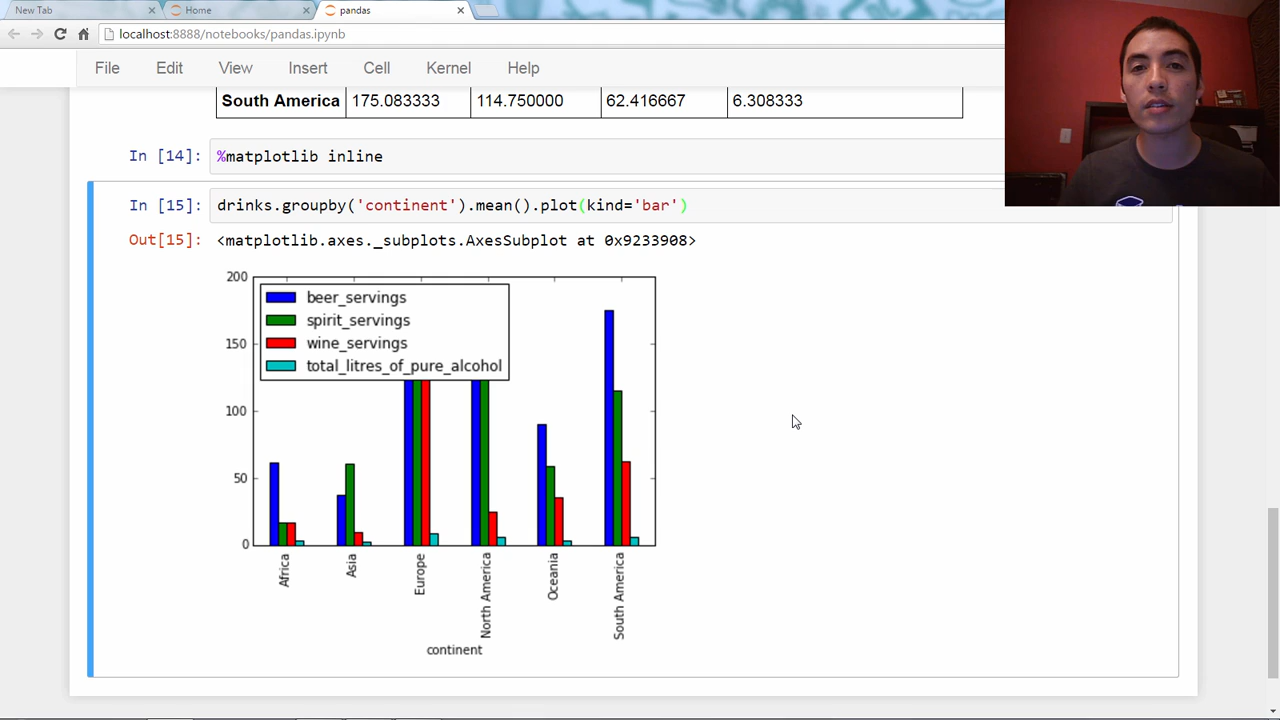 New Tab
Home
pandas
localhost:8888/notebooks/pandas.ipynb
File Edit View Insert Cell Kernel Help
South America 175.083333 114.750000 62.416667 6.308333
In [14]: %matplotlib inline
In [15]: drinks.groupby('continent').mean().plot(kind='bar')
Out[15]: <matplotlib.axes._subplots.AxesSubplot at 0x9233908>
200
150
100
50
0
beer_servings
spirit_servings
wine_servings
total_litres_of_pure_alcohol
Africa
Asia
Europe
North America
Oceania
South America
continent